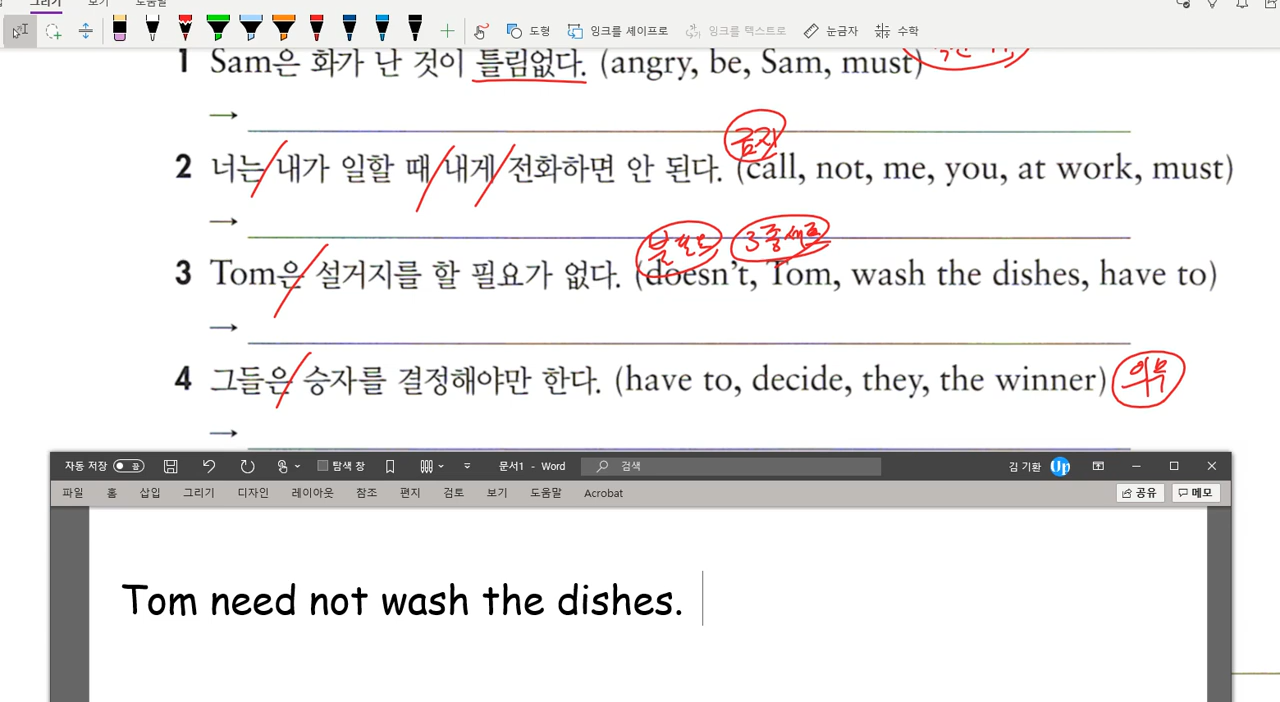 그리기 보기 도움말
도형 잉크를 셰이프로 잉크를 텍스트로 눈금자 수학
1 Sam은 화가 난 것이 틀림없다. (angry, be, Sam, must)
→
금지
2 너는 내가 일할 때 내게 전화하면 안 된다. (call, not, me, you, at work, must)
→
3 Tom은 설거지를 할 필요가 없다. (doesn't, Tom, wash the dishes, have to)
→
4 그들은 승자를 결정해야만 한다. (have to, decide, they, the winner) 의무
→
자동 저장 끔 탐색 창 문서1 - Word 검색 김 기환 Up
파일 홈 삽입 그리기 디자인 레이아웃 참조 편지 검토 보기 도움말 Acrobat 공유 메모
Tom need not wash the dishes.